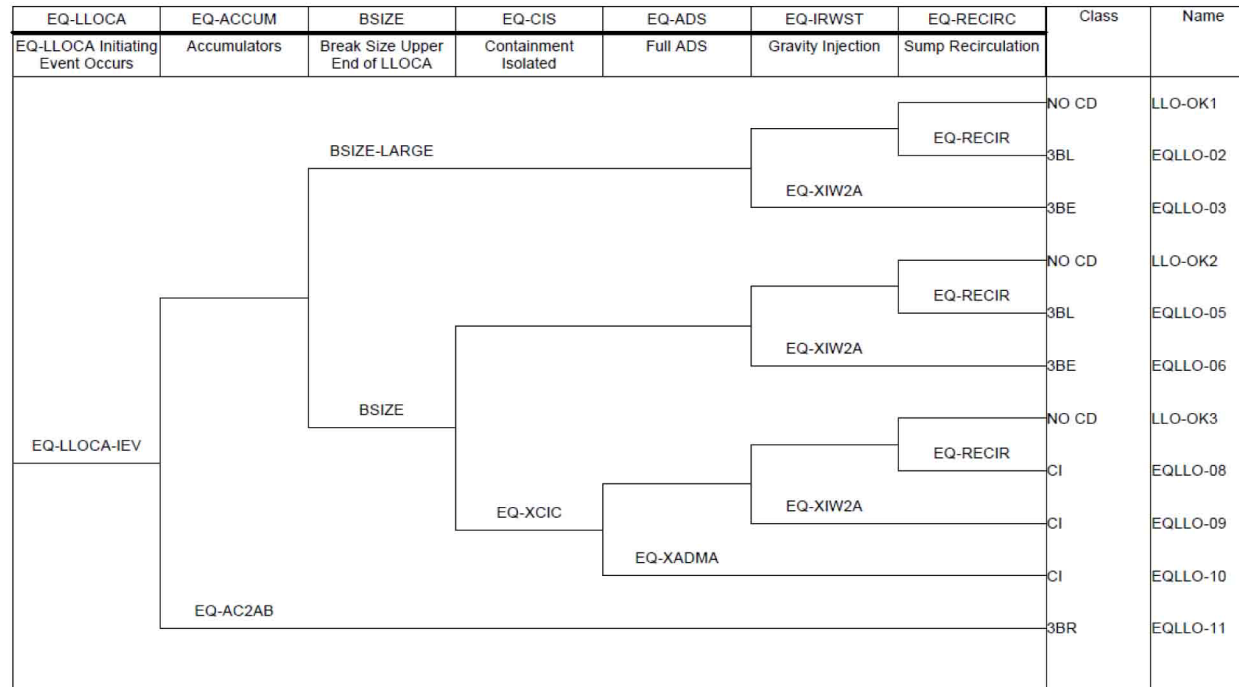 EQ-LLOCA EQ-ACCUM BSIZE EQ-CIS EQ-ADS EQ-IRWST EQ-RECIRC Class Name
EQ-LLOCA Initiating Accumulators Break Size Upper Containment Full ADS Gravity Injection Sump Recirculation
Event Occurs End of LLOCA Isolated
NO CD LLO-OK1
EQ-RECIR
BSIZE-LARGE
3BL EQLLO-02
EQ-XIW2A
3BE EQLLO-03
NO CD LLO-OK2
EQ-RECIR
3BL EQLLO-05
EQ-XIW2A
3BE EQLLO-06
BSIZE
NO CD LLO-OK3
EQ-LLOCA-IEV
EQ-RECIR
CI EQLLO-08
EQ-XIW2A
EQ-XCIC
CI EQLLO-09
EQ-XADMA
CI EQLLO-10
EQ-AC2AB
3BR EQLLO-11